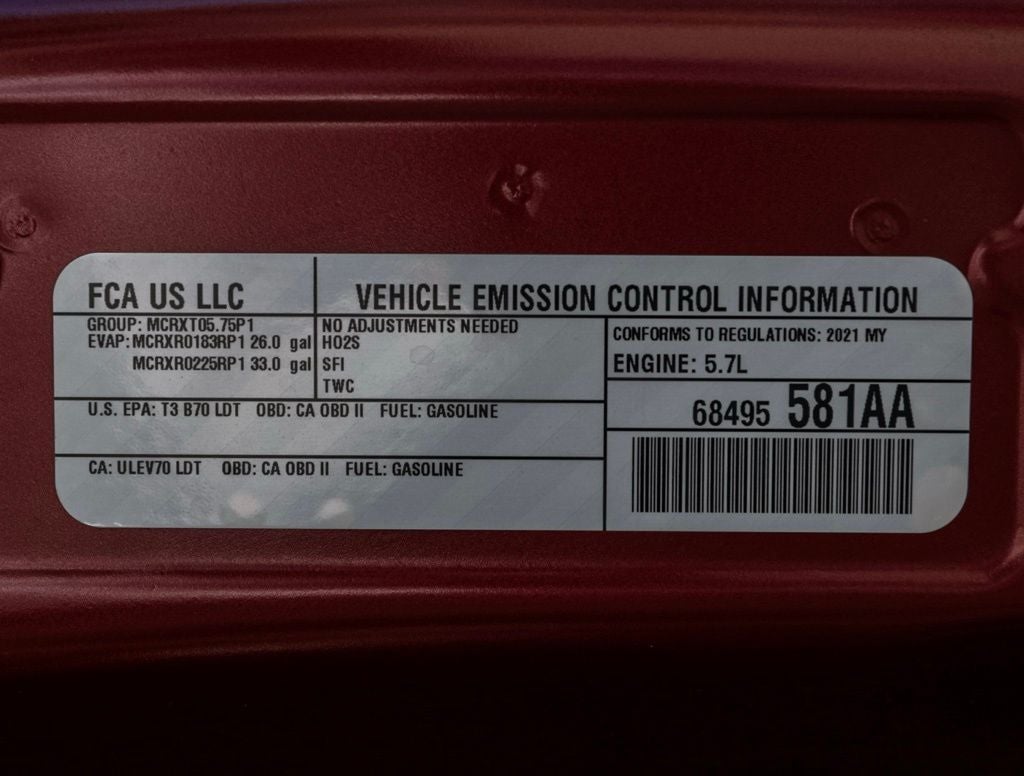 FCA US LLC
VEHICLE EMISSION CONTROL INFORMATION
GROUP: MCRXT05.75P1
EVAP: MCRXR0183RP1 26.0 gal
MCRXR0225RP1 33.0 gal
NO ADJUSTMENTS NEEDED
HO2S
SFI
TWC
CONFORMS TO REGULATIONS: 2021 MY
ENGINE: 5.7L
68495 581AA
U.S. EPA: T3 B70 LDT OBD: CA OBD II FUEL: GASOLINE
CA: ULEV70 LDT OBD: CA OBD II FUEL: GASOLINE